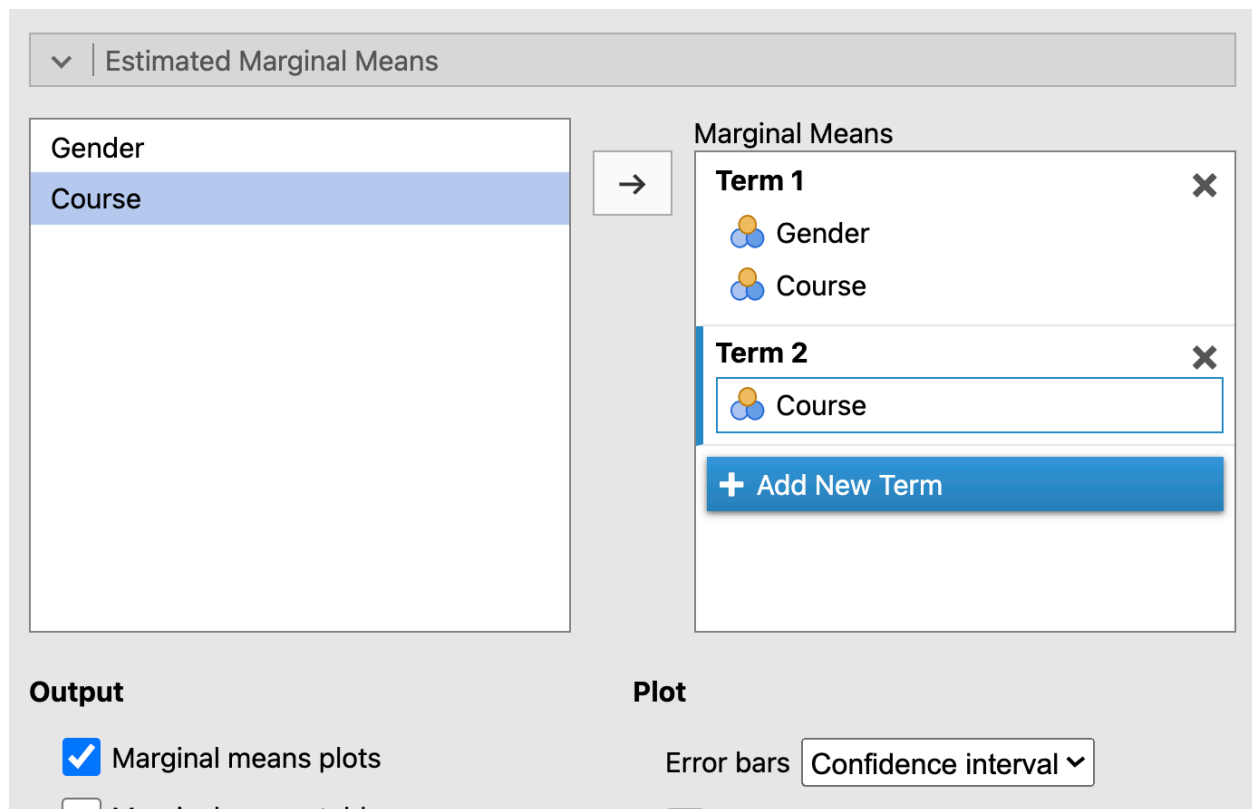 Estimated Marginal Means
Gender
Course
Marginal Means
Term 1
Gender
Course
Term 2
Course
Add New Term
Output
Marginal means plots
Plot
Error bars Confidence interval